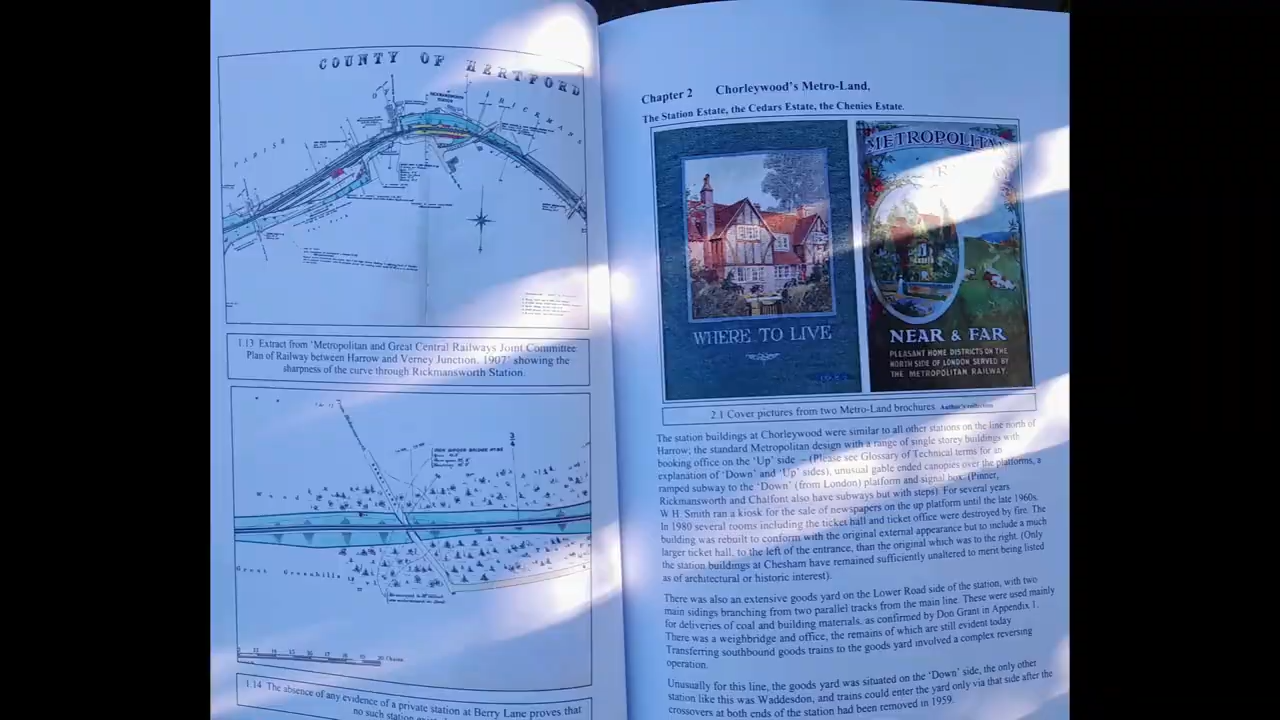 COUNTY OF HERTFORD
PARISH
RICKMANSWORTH
STATION
1.13 Extract from 'Metropolitan and Great Central Railways Joint Committee
Plan of Railway between Harrow and Verney Junction, 1907' showing the
sharpness of the curve through Rickmansworth Station.
Great Greenhills
Chains
1.14 The absence of any evidence of a private station at Berry Lane proves that
no such station
Chapter 2 Chorleywood's Metro-Land,
The Station Estate, the Cedars Estate, the Chenies Estate.
WHERE TO LIVE
METROPOLITAN
NEAR & FAR
PLEASANT HOME DISTRICTS ON THE
NORTH SIDE OF LONDON SERVED BY
THE METROPOLITAN RAILWAY.
2.1 Cover pictures from two Metro-Land brochures Author's collection
The station buildings at Chorleywood were similar to all other stations on the line north of
Harrow; the standard Metropolitan design with a range of single storey buildings with
booking office on the 'Up' side – (Please see Glossary of Technical terms for an
explanation of 'Down' and 'Up' sides), unusual gable ended canopies over the platforms, a
ramped subway to the 'Down' (from London) platform and signal box. (Pinner,
Rickmansworth and Chalfont also have subways but with steps). For several years
W.H. Smith ran a kiosk for the sale of newspapers on the up platform until the late 1960s.
In 1980 several rooms including the ticket hall and ticket office were destroyed by fire. The
building was rebuilt to conform with the original external appearance but to include a much
larger ticket hall, to the left of the entrance, than the original which was to the right. (Only
the station buildings at Chesham have remained sufficiently unaltered to merit being listed
as of architectural or historic interest).
There was also an extensive goods yard on the Lower Road side of the station, with two
main sidings branching from two parallel tracks from the main line. These were used mainly
for deliveries of coal and building materials, as confirmed by Don Grant in Appendix 1.
There was a weighbridge and office, the remains of which are still evident today
Transferring southbound goods trains to the goods yard involved a complex reversing
operation.
Unusually for this line, the goods yard was situated on the 'Down' side, the only other
station like this was Waddesdon, and trains could enter the yard only via that side after the
crossovers at both ends of the station had been removed in 1959.